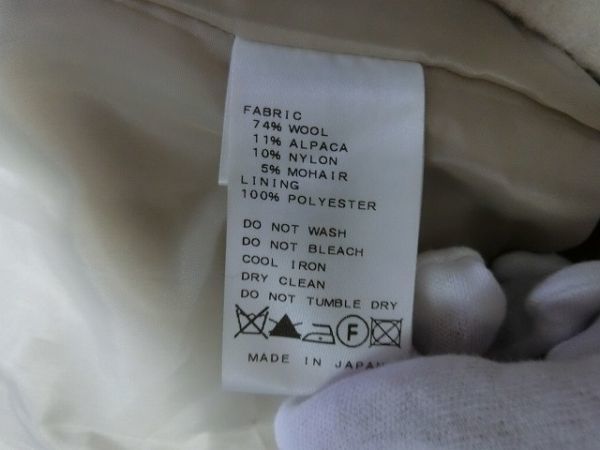 FABRIC
74% WOOL
11% ALPACA
10% NYLON
5% MOHAIR
LINING
100% POLYESTER
DO NOT WASH
DO NOT BLEACH
COOL IRON
DRY CLEAN
DO NOT TUMBLE DRY
F
MADE IN JAPAN